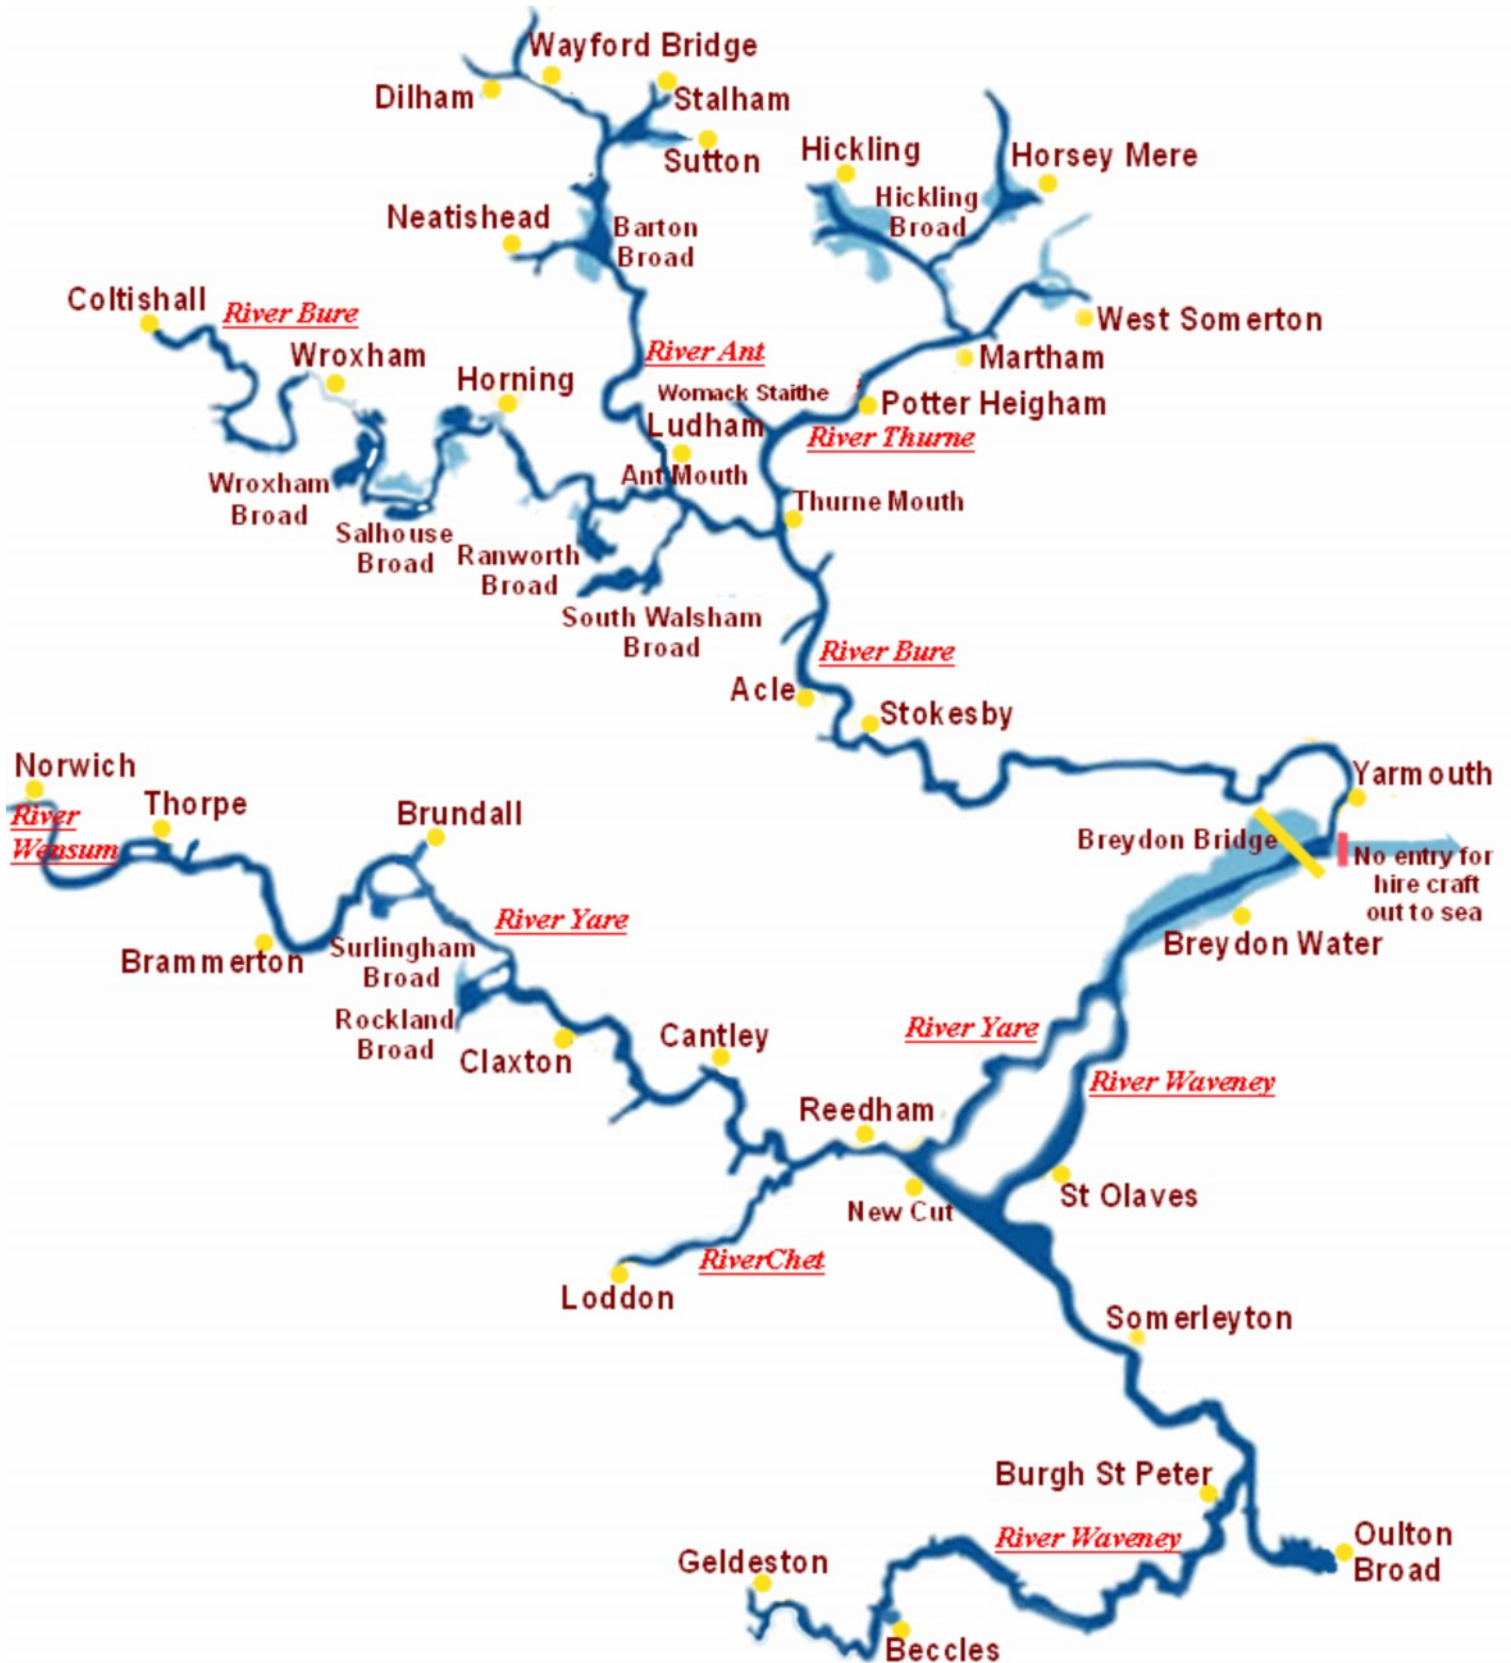 Wayford Bridge
Dilham
Stalham
Sutton
Hickling
Horsey Mere
Hickling
Broad
Neatishead
Barton
Broad
Coltishall
River Bure
West Somerton
Wroxham
River Ant
Martham
Horning
Womack Staithe
Potter Heigham
Ludham
River Thurne
Ant Mouth
Wroxham
Broad
Thurne Mouth
Salhouse
Broad
Ranworth
Broad
South Walsham
Broad
River Bure
Acle
Stokesby
Norwich
Yarmouth
Thorpe
Brundall
River
Wensum
Breydon Bridge
No entry for
hire craft
out to sea
River Yare
Breydon Water
Brammerton
Surlingham
Broad
Rockland
Broad
River Yare
Cantley
Claxton
River Waveney
Reedham
St Olaves
New Cut
RiverChet
Loddon
Somerleyton
Burgh St Peter
River Waveney
Oulton
Broad
Geldeston
Beccles